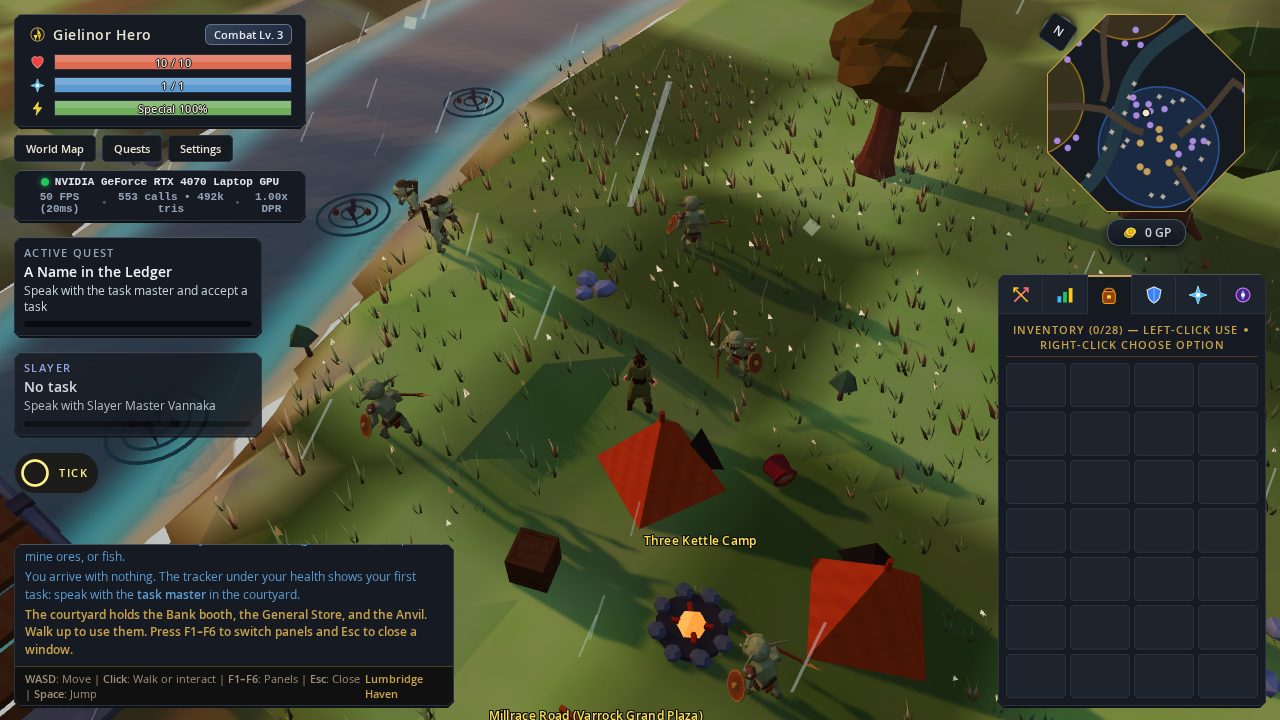 Gielinor Hero
Combat Lv. 3
10 / 10
1 / 1
Special 100%
World Map
Quests
Settings
NVIDIA GeForce RTX 4070 Laptop GPU
50 FPS (20ms) • 553 calls • 492k tris • 1.00x DPR
ACTIVE QUEST
A Name in the Ledger
Speak with the task master and accept a
task
SLAYER
No task
Speak with Slayer Master Vannaka
TICK
mine ores, or fish.
You arrive with nothing. The tracker under your health shows your first
task: speak with the task master in the courtyard.
The courtyard holds the Bank booth, the General Store, and the Anvil.
Walk up to use them. Press F1–F6 to switch panels and Esc to close a
window.
WASD: Move | Click: Walk or interact | F1–F6: Panels | Esc: Close
| Space: Jump
Lumbridge
Haven
Three Kettle Camp
Millrace Road (Varrock Grand Plaza)
N
0 GP
INVENTORY (0/28) — LEFT-CLICK USE •
RIGHT-CLICK CHOOSE OPTION